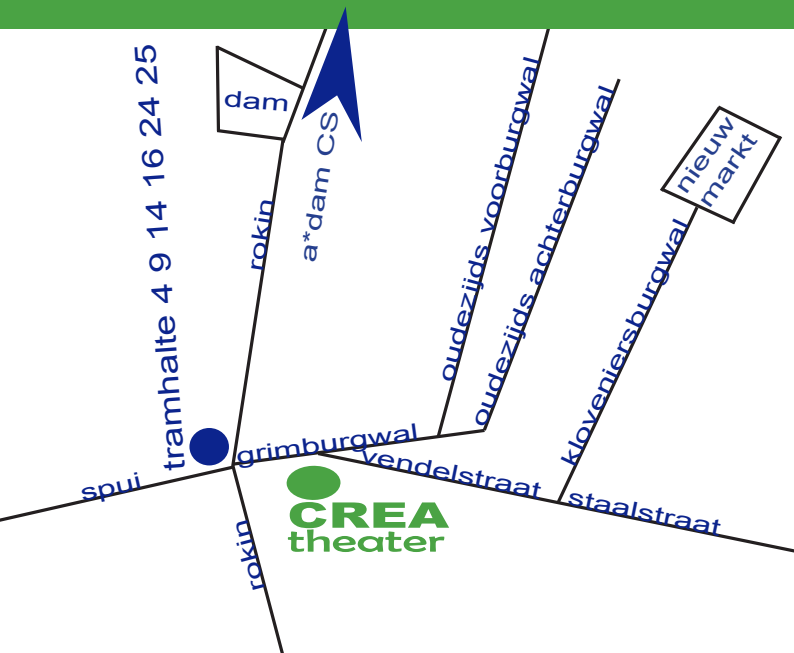 tramhalte 4 9 14 16 24 25
dam
a*dam CS
rokin
oudezijds voorburgwal
oudezijds achterburgwal
nieuw
markt
kloveniersburgwal
grimburgwal
vendelstraat
staalstraat
spui
rokin
CREA
theater